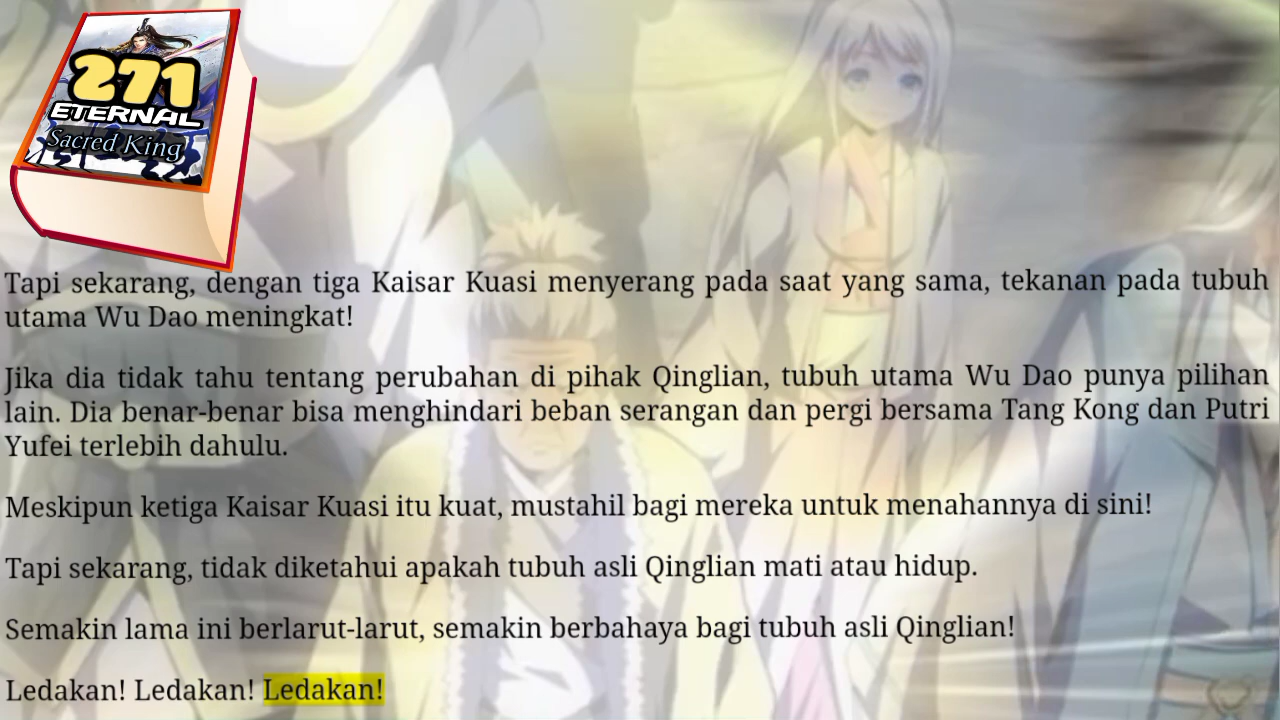 271
ETERNAL
Sacred King
Tapi sekarang, dengan tiga Kaisar Kuasi menyerang pada saat yang sama, tekanan pada tubuh
utama Wu Dao meningkat!
Jika dia tidak tahu tentang perubahan di pihak Qinglian, tubuh utama Wu Dao punya pilihan
lain. Dia benar-benar bisa menghindari beban serangan dan pergi bersama Tang Kong dan Putri
Yufei terlebih dahulu.
Meskipun ketiga Kaisar Kuasi itu kuat, mustahil bagi mereka untuk menahannya di sini!
Tapi sekarang, tidak diketahui apakah tubuh asli Qinglian mati atau hidup.
Semakin lama ini berlarut-larut, semakin berbahaya bagi tubuh asli Qinglian!
Ledakan! Ledakan! Ledakan!